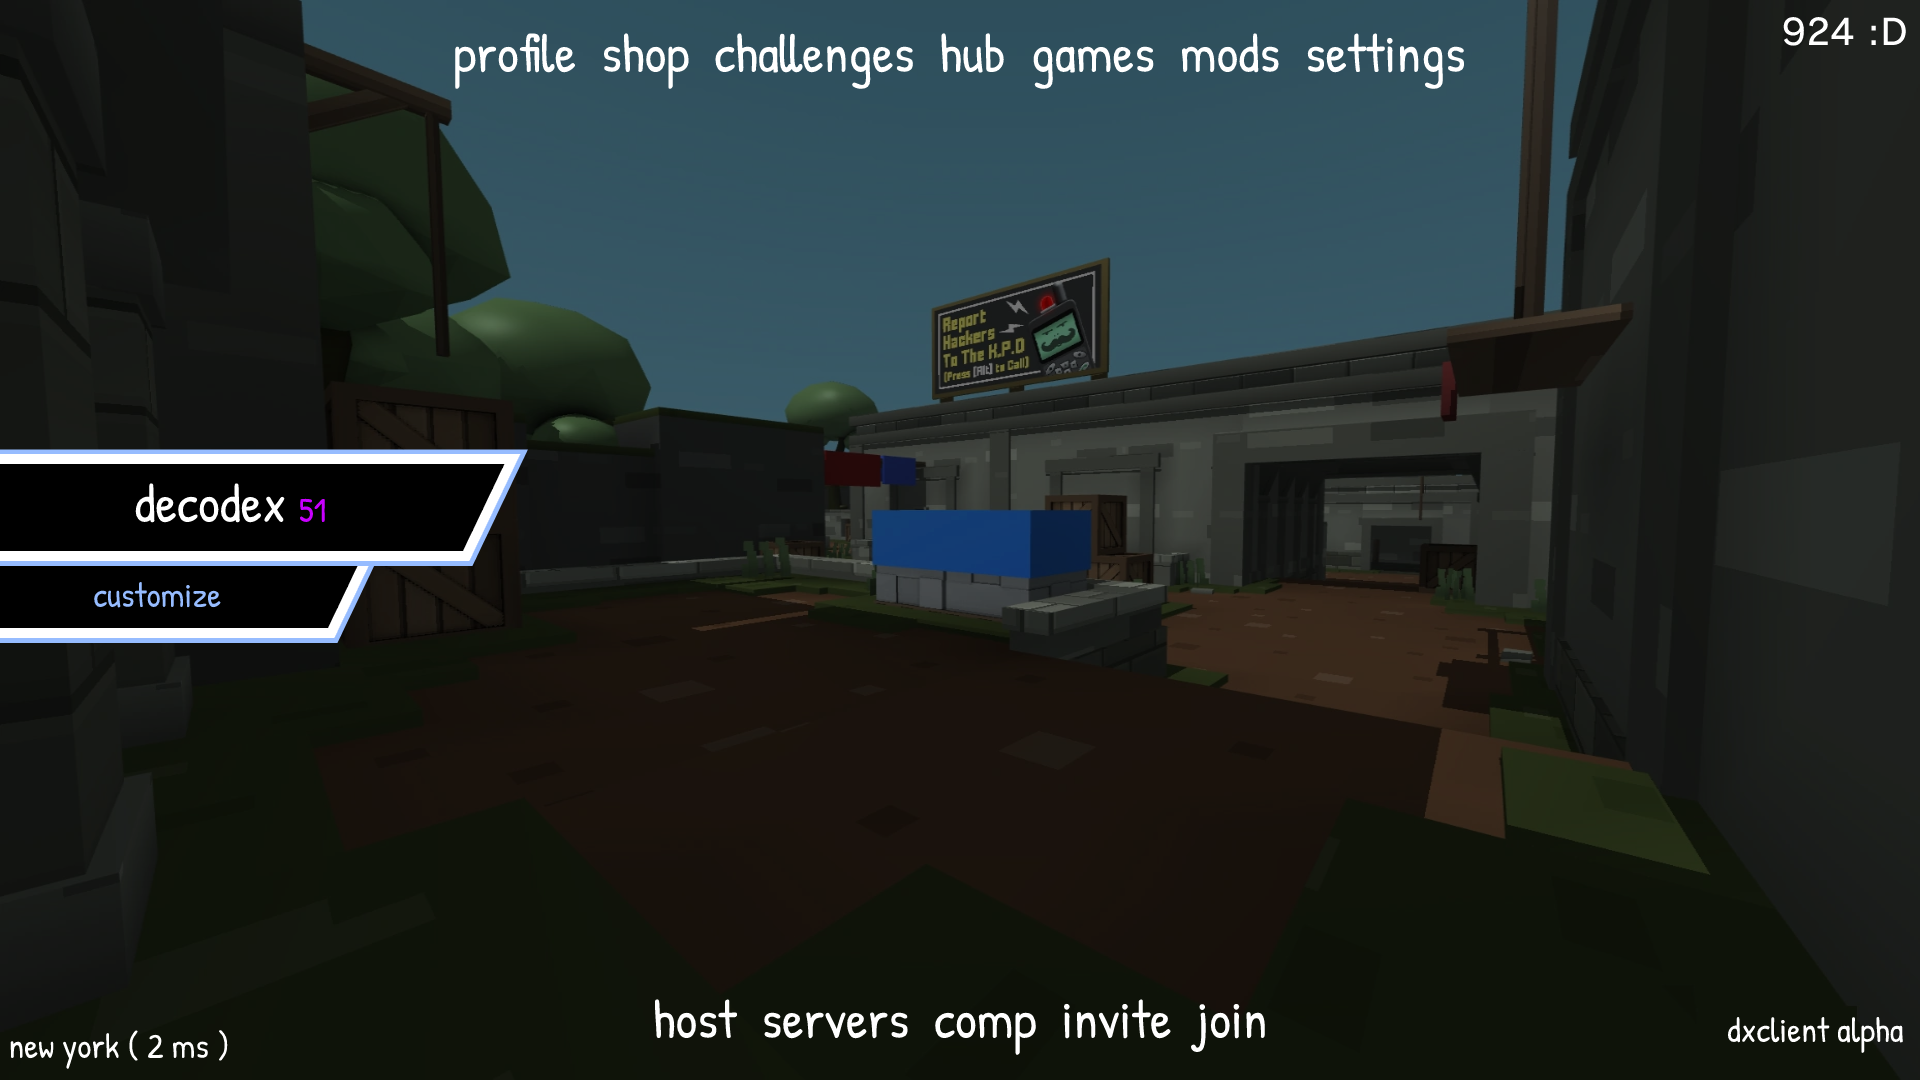 profile shop challenges hub games mods settings
924 :D
Report
Hackers
To The K.P.D
(Press [Alt] to Call)
decodex 51
customize
host servers comp invite join
new york ( 2 ms )
dxclient alpha